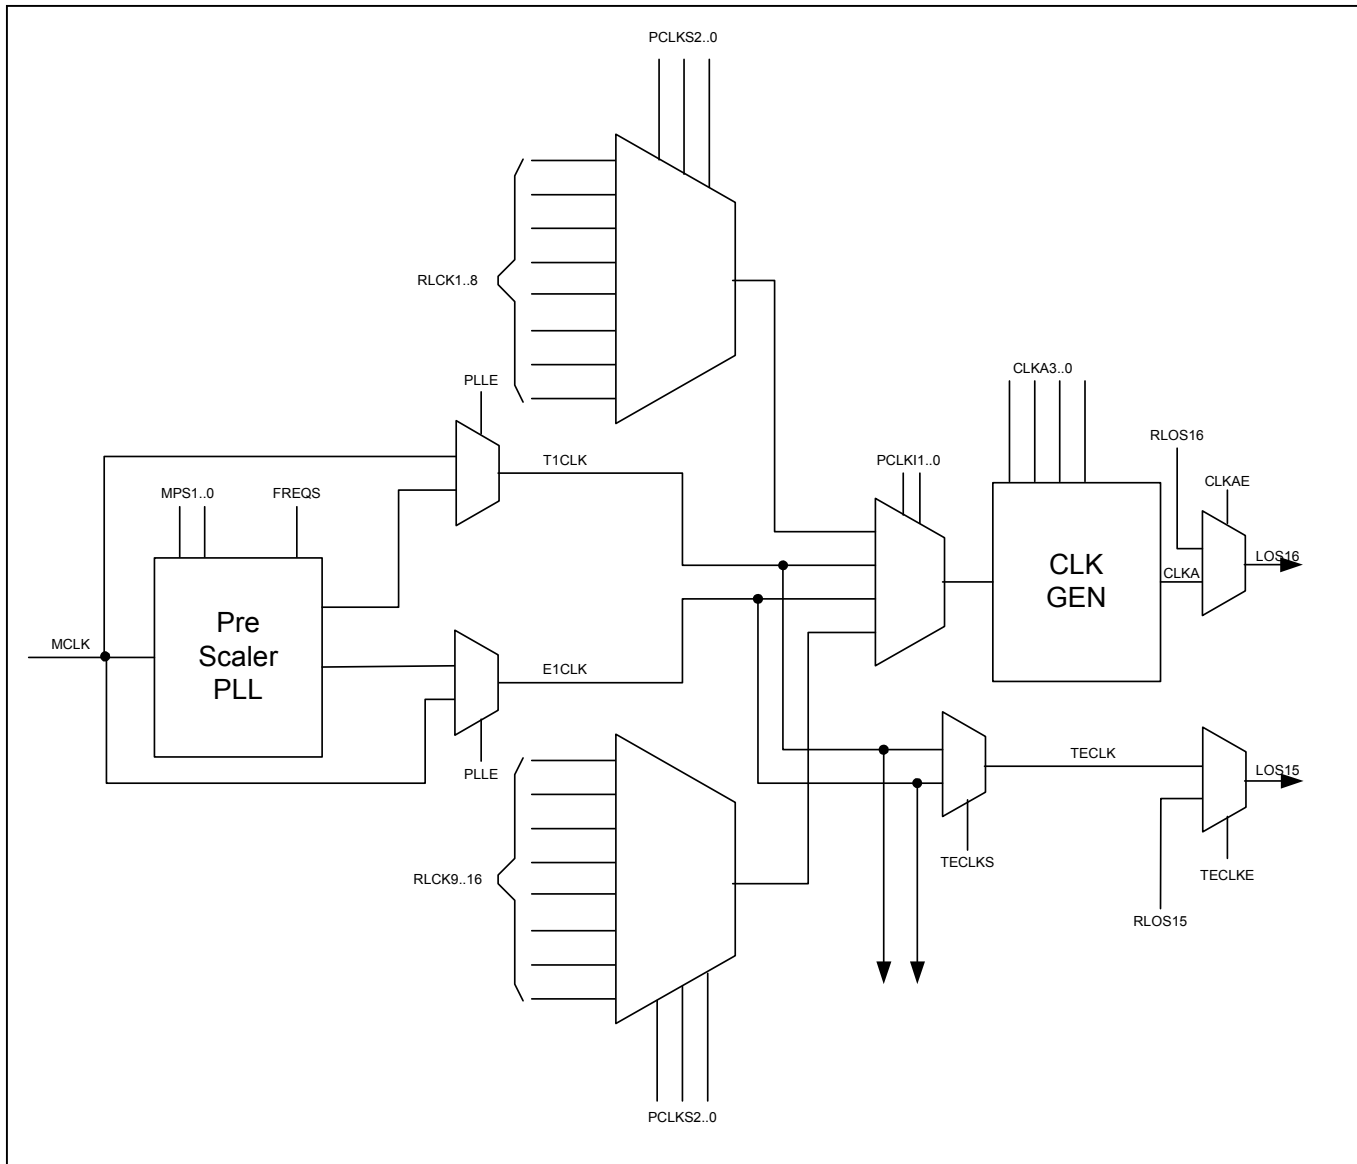 PCLKS2..0
RLCK1..8
PLLE
CLKA3..0
RLOS16
T1CLK
PCLKI1..0
CLKAE
MPS1..0
FREQS
CLK
GEN
LOS16
CLKA
Pre
Scaler
PLL
MCLK
E1CLK
PLLE
TECLK
LOS15
RLCK9..16
TECLKS
TECLKE
RLOS15
PCLKS2..0